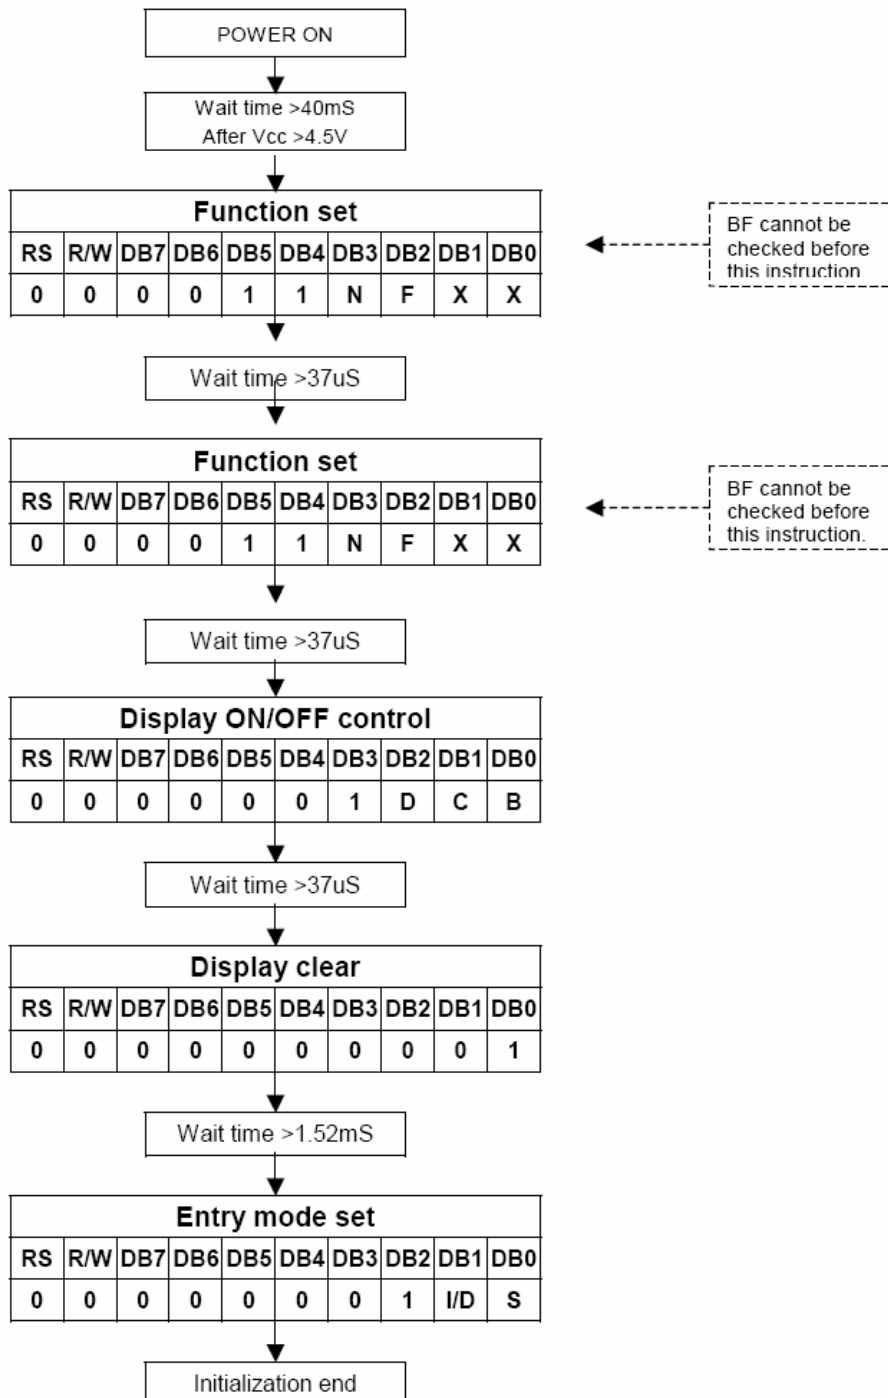 POWER ON
Wait time >40mS
After Vcc >4.5V
Function set
RS R/W DB7 DB6 DB5 DB4 DB3 DB2 DB1 DB0
0 0 0 0 1 1 N F X X
BF cannot be
checked before
this instruction
Wait time >37uS
Function set
RS R/W DB7 DB6 DB5 DB4 DB3 DB2 DB1 DB0
0 0 0 0 1 1 N F X X
BF cannot be
checked before
this instruction.
Wait time >37uS
Display ON/OFF control
RS R/W DB7 DB6 DB5 DB4 DB3 DB2 DB1 DB0
0 0 0 0 0 0 1 D C B
Wait time >37uS
Display clear
RS R/W DB7 DB6 DB5 DB4 DB3 DB2 DB1 DB0
0 0 0 0 0 0 0 0 0 1
Wait time >1.52mS
Entry mode set
RS R/W DB7 DB6 DB5 DB4 DB3 DB2 DB1 DB0
0 0 0 0 0 0 0 1 I/D S
Initialization end